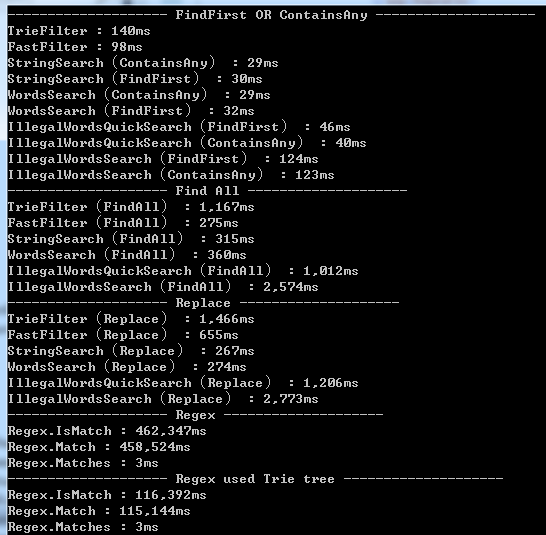 -------------------- FindFirst OR ContainsAny --------------------
TrieFilter : 140ms
FastFilter : 98ms
StringSearch (ContainsAny)  : 29ms
StringSearch (FindFirst)  : 30ms
WordsSearch (ContainsAny)  : 29ms
WordsSearch (FindFirst)  : 32ms
IllegalWordsQuickSearch (FindFirst)  : 46ms
IllegalWordsQuickSearch (ContainsAny)  : 40ms
IllegalWordsSearch (FindFirst)  : 124ms
IllegalWordsSearch (ContainsAny)  : 123ms
-------------------- Find All --------------------
TrieFilter (FindAll)  : 1,167ms
FastFilter (FindAll)  : 275ms
StringSearch (FindAll)  : 315ms
WordsSearch (FindAll)  : 360ms
IllegalWordsQuickSearch (FindAll)  : 1,012ms
IllegalWordsSearch (FindAll)  : 2,574ms
-------------------- Replace --------------------
TrieFilter (Replace)  : 1,466ms
FastFilter (Replace)  : 655ms
StringSearch (Replace)  : 267ms
WordsSearch (Replace)  : 274ms
IllegalWordsQuickSearch (Replace)  : 1,206ms
IllegalWordsSearch (Replace)  : 2,773ms
-------------------- Regex --------------------
Regex.IsMatch : 462,347ms
Regex.Match : 458,524ms
Regex.Matches : 3ms
-------------------- Regex used Trie tree --------------------
Regex.IsMatch : 116,392ms
Regex.Match : 115,144ms
Regex.Matches : 3ms